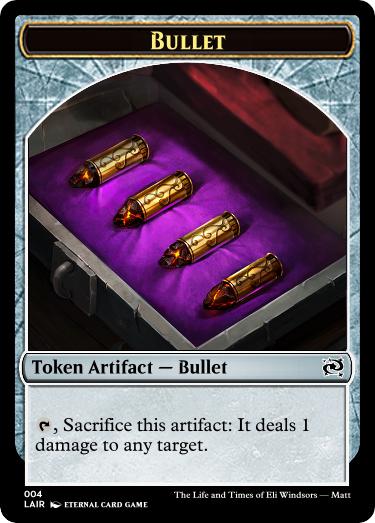 Bullet
Token Artifact — Bullet
, Sacrifice this artifact: It deals 1
damage to any target.
004
LAIR ETERNAL CARD GAME
The Life and Times of Eli Windsors — Matt